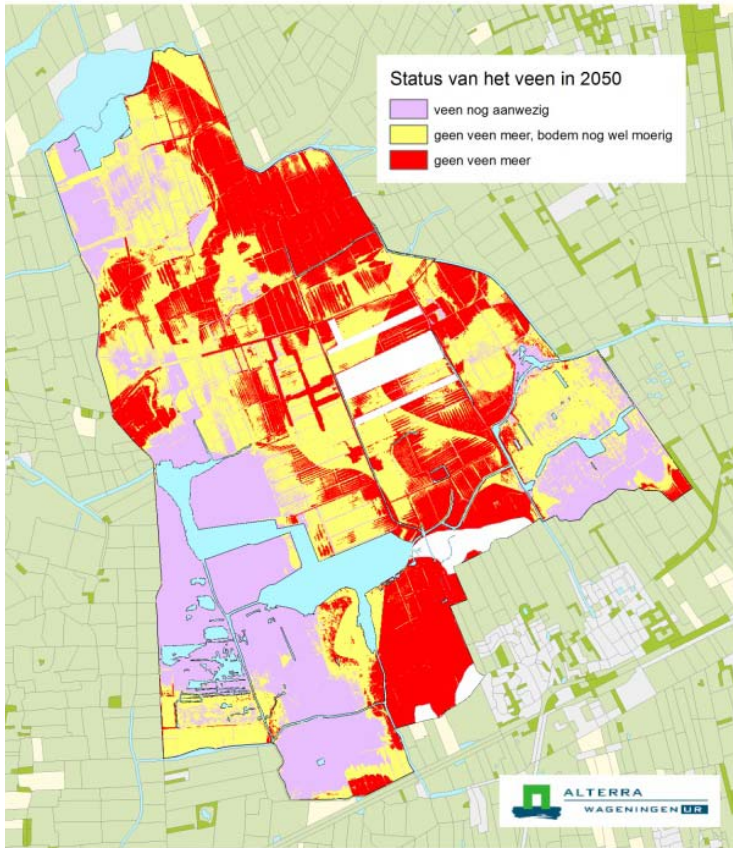 Status van het veen in 2050
veen nog aanwezig
geen veen meer, bodem nog wel moerig
geen veen meer
ALTERRA
WAGENINGEN UR